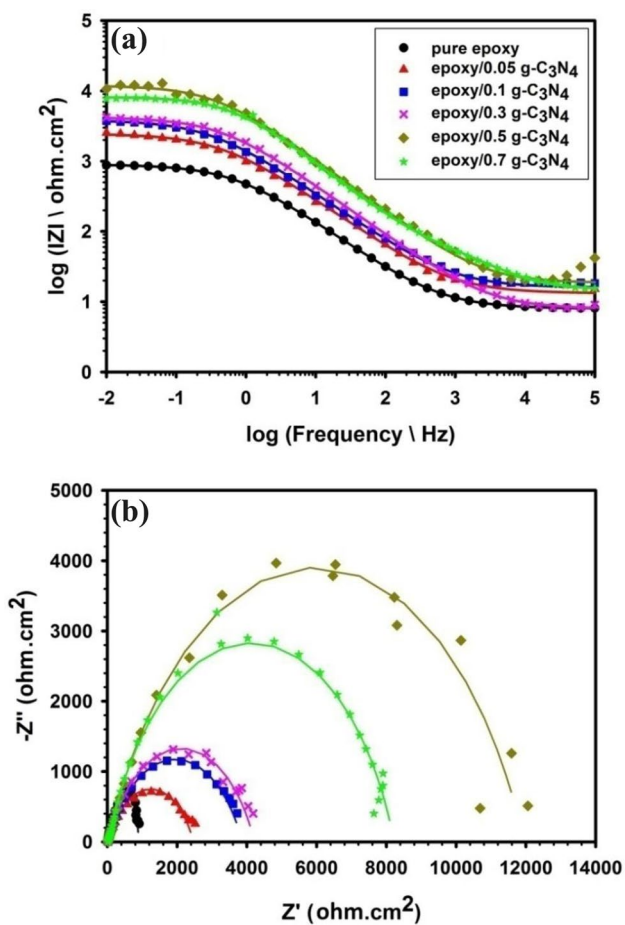 (a)
pure epoxy
epoxy/0.05 g-C3N4
epoxy/0.1 g-C3N4
epoxy/0.3 g-C3N4
epoxy/0.5 g-C3N4
epoxy/0.7 g-C3N4
5
4
3
2
1
0
log (IZI \ ohm.cm2)
-2 -1 0 1 2 3 4 5
log (Frequency \ Hz)
(b)
5000
4000
3000
2000
1000
0
-Z" (ohm.cm2)
0 2000 4000 6000 8000 10000 12000 14000
Z' (ohm.cm2)